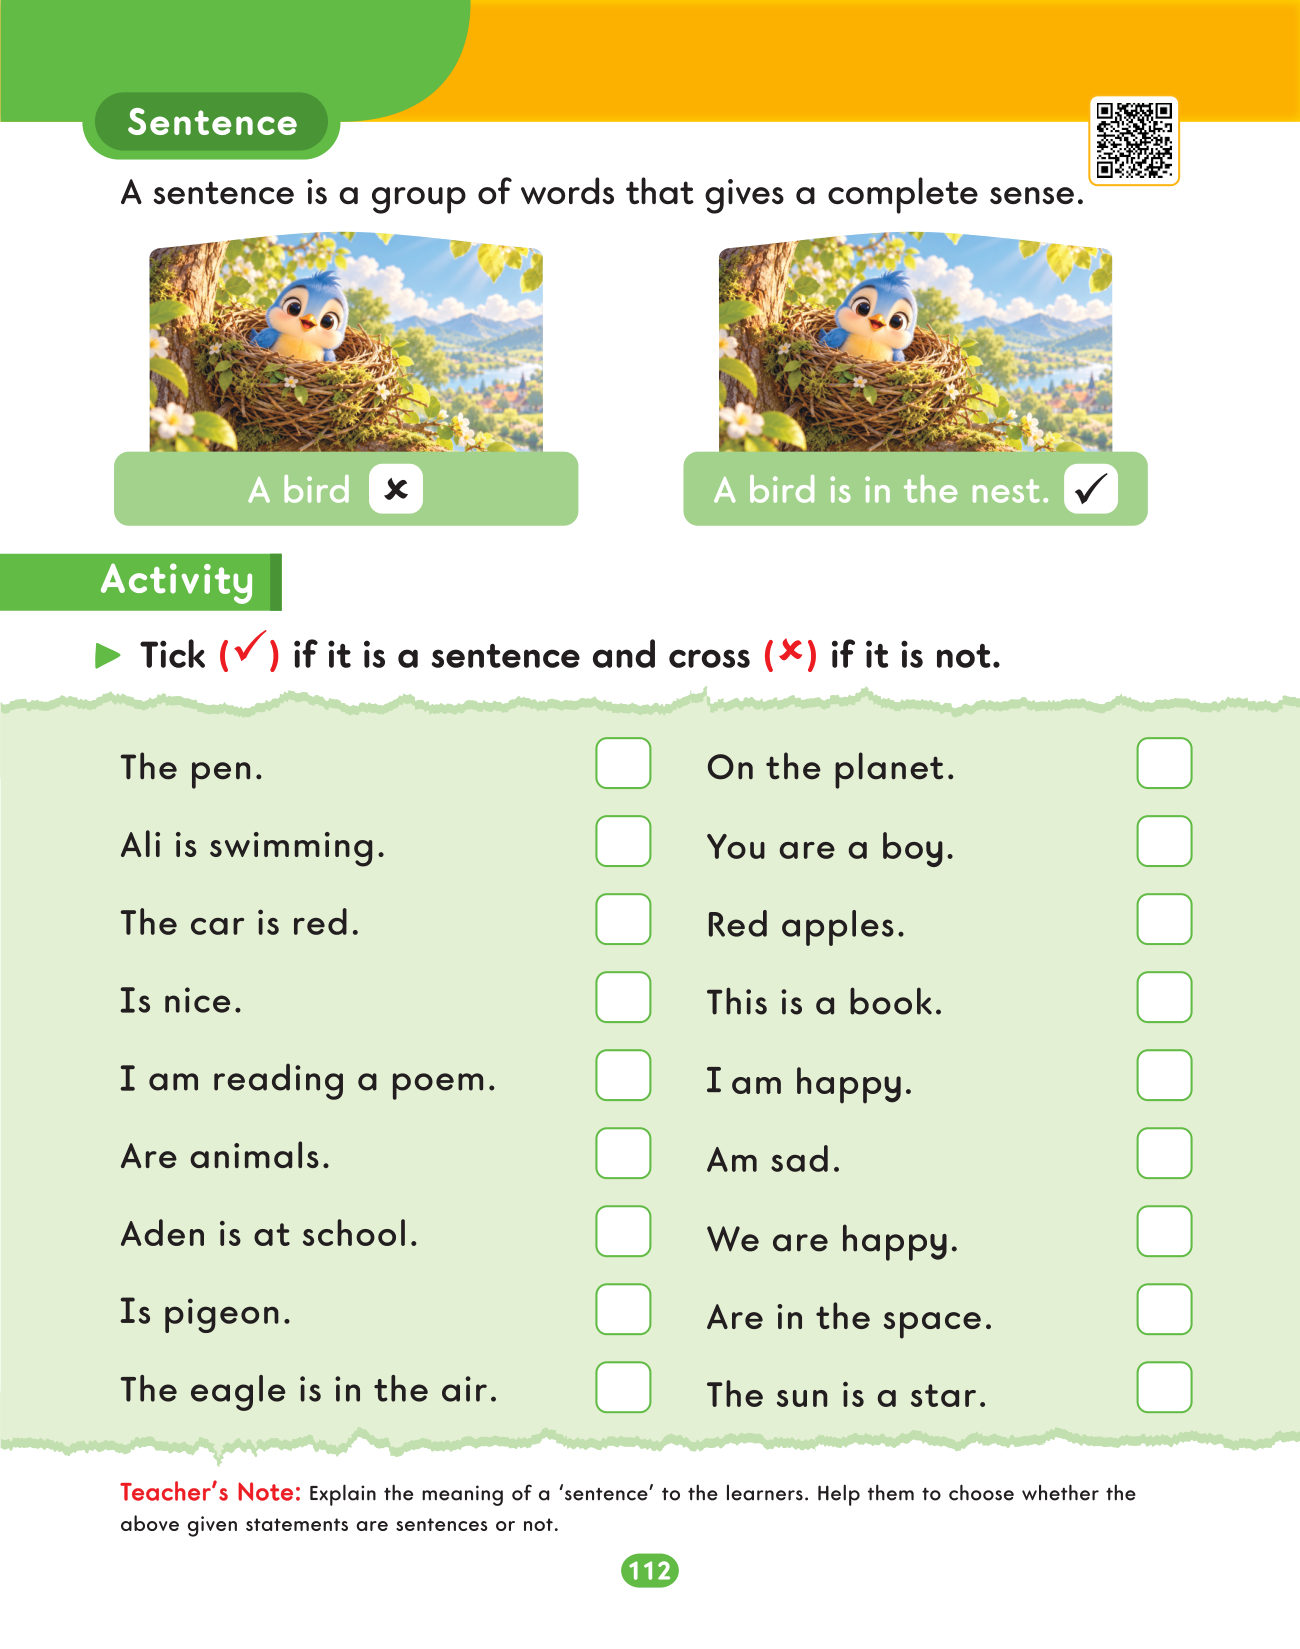 Sentence
A sentence is a group of words that gives a complete sense.
A bird ✘
A bird is in the nest. ✓
Activity
Tick (✓) if it is a sentence and cross (✘) if it is not.
The pen.
Ali is swimming.
The car is red.
Is nice.
I am reading a poem.
Are animals.
Aden is at school.
Is pigeon.
The eagle is in the air.
On the planet.
You are a boy.
Red apples.
This is a book.
I am happy.
Am sad.
We are happy.
Are in the space.
The sun is a star.
Teacher's Note: Explain the meaning of a 'sentence' to the learners. Help them to choose whether the
above given statements are sentences or not.
112